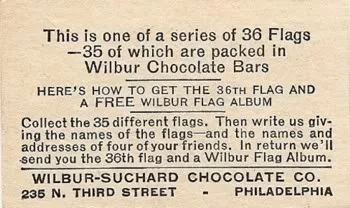 This is one of a series of 36 Flags
—35 of which are packed in
Wilbur Chocolate Bars
HERE'S HOW TO GET THE 36TH FLAG AND
A FREE WILBUR FLAG ALBUM
Collect the 35 different flags. Then write us giv-
ing the names of the flags—and the names and
addresses of four of your friends. In return we'll
send you the 36th flag and a Wilbur Flag Album.
WILBUR-SUCHARD CHOCOLATE CO.
235 N. THIRD STREET - PHILADELPHIA